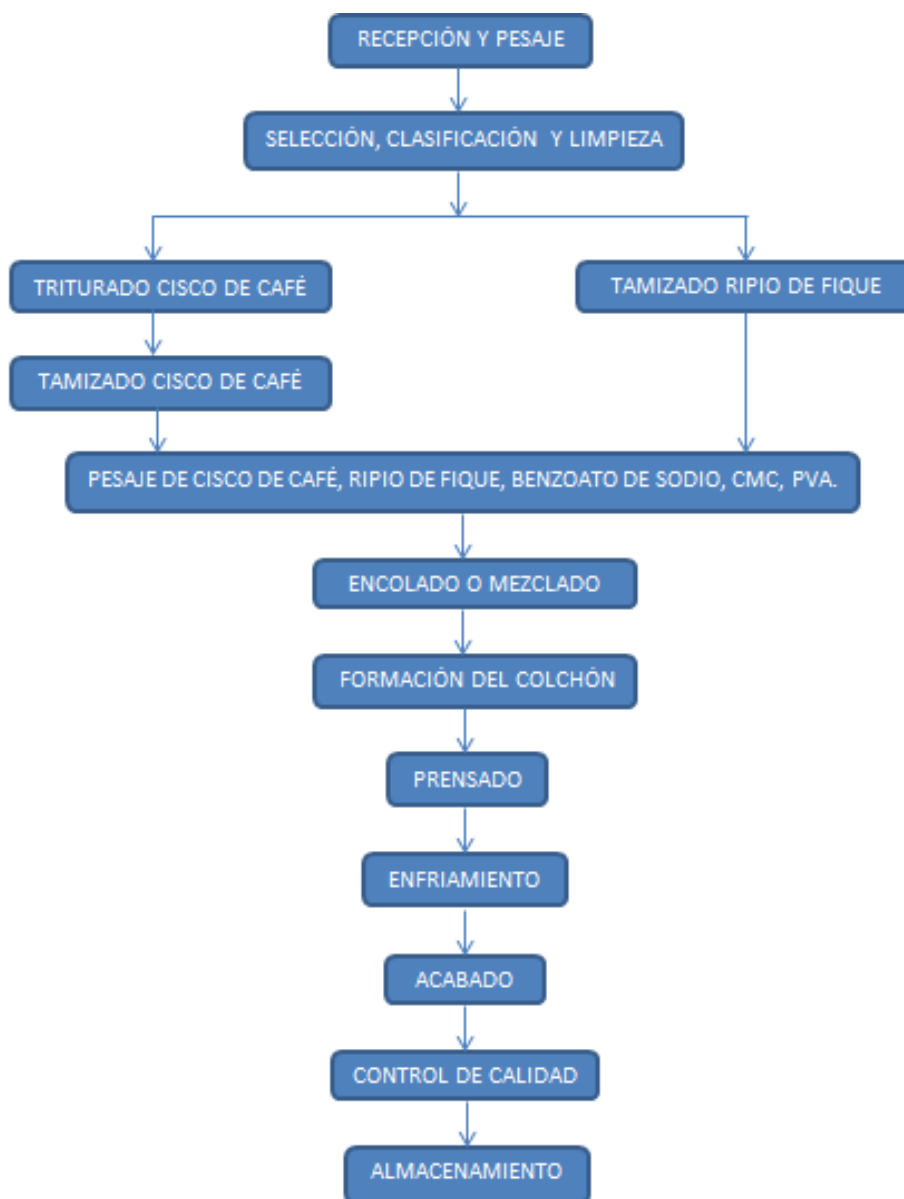 RECEPCIÓN Y PESAJE
SELECCIÓN, CLASIFICACIÓN Y LIMPIEZA
TRITURADO CISCO DE CAFÉ
TAMIZADO RIPIO DE FIQUE
TAMIZADO CISCO DE CAFÉ
PESAJE DE CISCO DE CAFÉ, RIPIO DE FIQUE, BENZOATO DE SODIO, CMC, PVA.
ENCOLADO O MEZCLADO
FORMACIÓN DEL COLCHÓN
PRENSADO
ENFRIAMIENTO
ACABADO
CONTROL DE CALIDAD
ALMACENAMIENTO